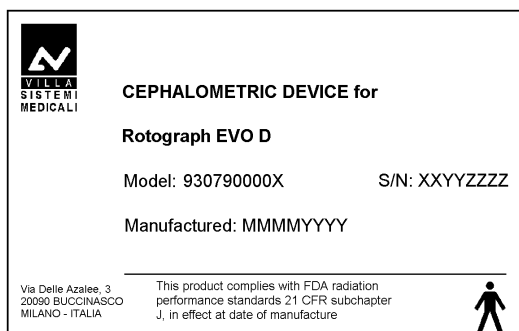 VILLA
SISTEMI
MEDICALI
CEPHALOMETRIC DEVICE for
Rotograph EVO D
Model: 930790000X
S/N: XXYYZZZZ
Manufactured: MMMMYYYY
Via Delle Azalee, 3
20090 BUCCINASCO
MILANO - ITALIA
This product complies with FDA radiation
performance standards 21 CFR subchapter
J, in effect at date of manufacture